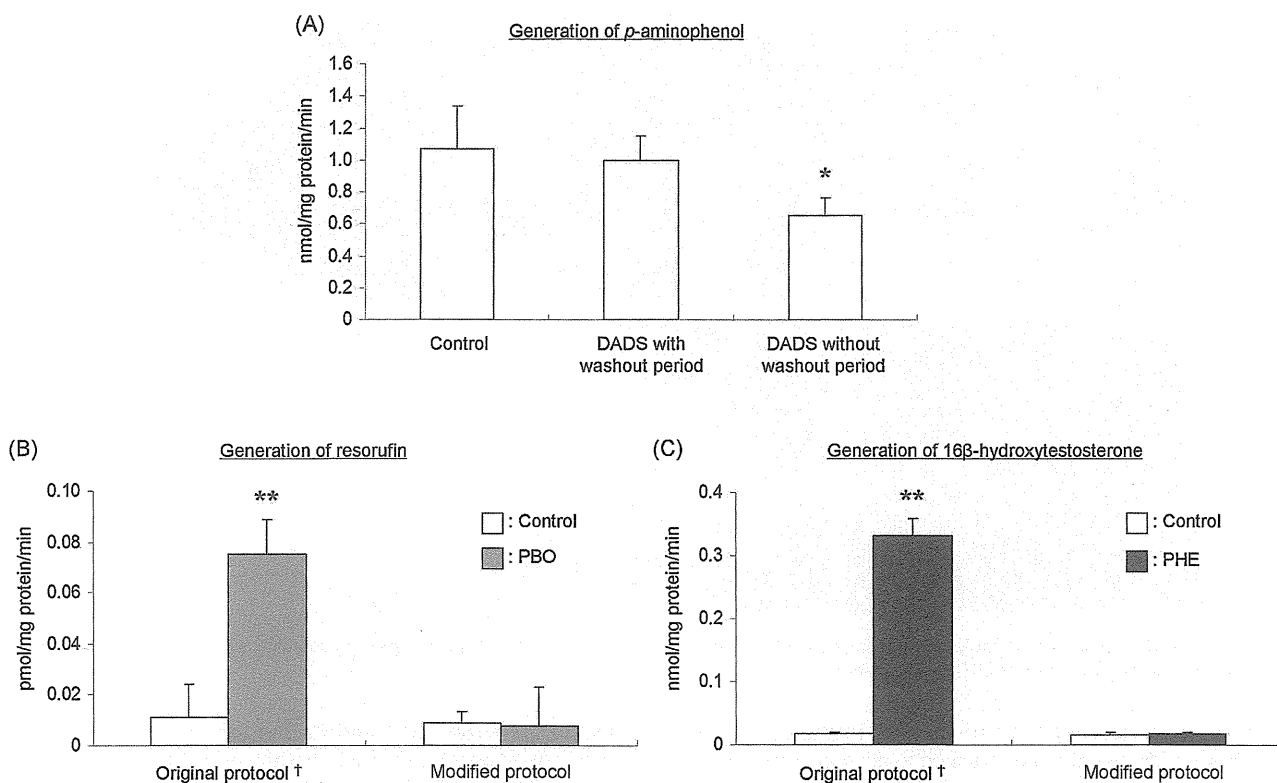 (A)
Generation of p-aminophenol
nmol/mg protein/min
1.6
1.4
1.2
1.0
0.8
0.6
0.4
0.2
0
*
Control
DADS with
washout period
DADS without
washout period
(B)
Generation of resorufin
pmol/mg protein/min
0.10
0.08
0.06
0.04
0.02
0
**
: Control
: PBO
Original protocol †
Modified protocol
(C)
Generation of 16β-hydroxytestosterone
nmol/mg protein/min
0.4
0.3
0.2
0.1
0
**
: Control
: PHE
Original protocol †
Modified protocol